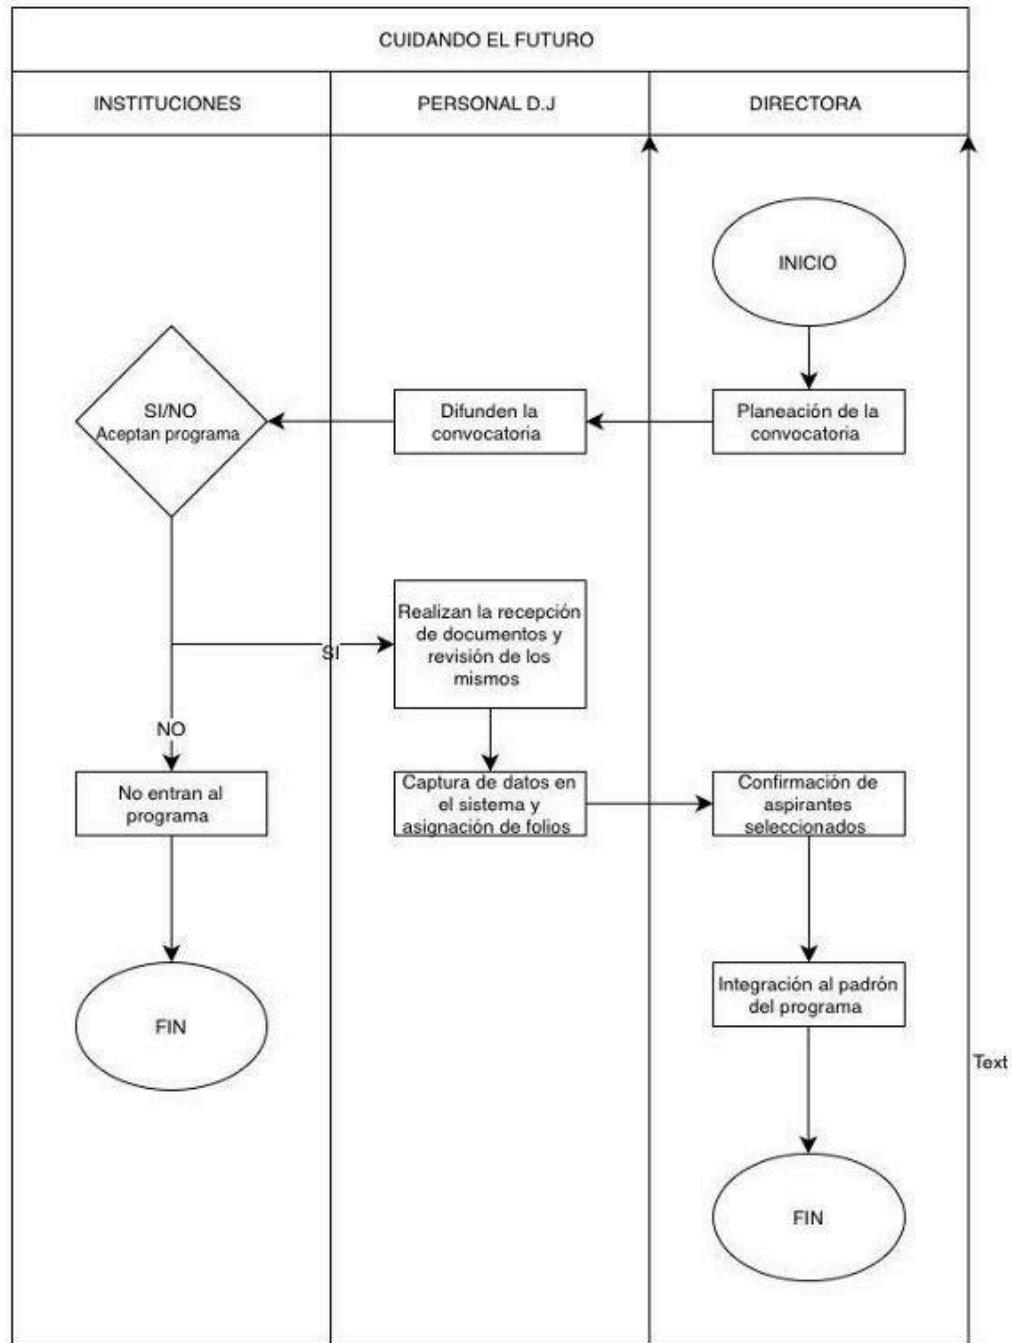 CUIDANDO EL FUTURO
INSTITUCIONES
PERSONAL D.J
DIRECTORA
INICIO
SI/NO
Aceptan programa
Difunden la
convocatoria
Planeación de la
convocatoria
Realizan la recepción
de documentos y
revisión de los
mismos
SI
NO
No entran al
programa
Captura de datos en
el sistema y
asignación de folios
Confirmación de
aspirantes
seleccionados
Integración al padrón
del programa
FIN
Text
FIN